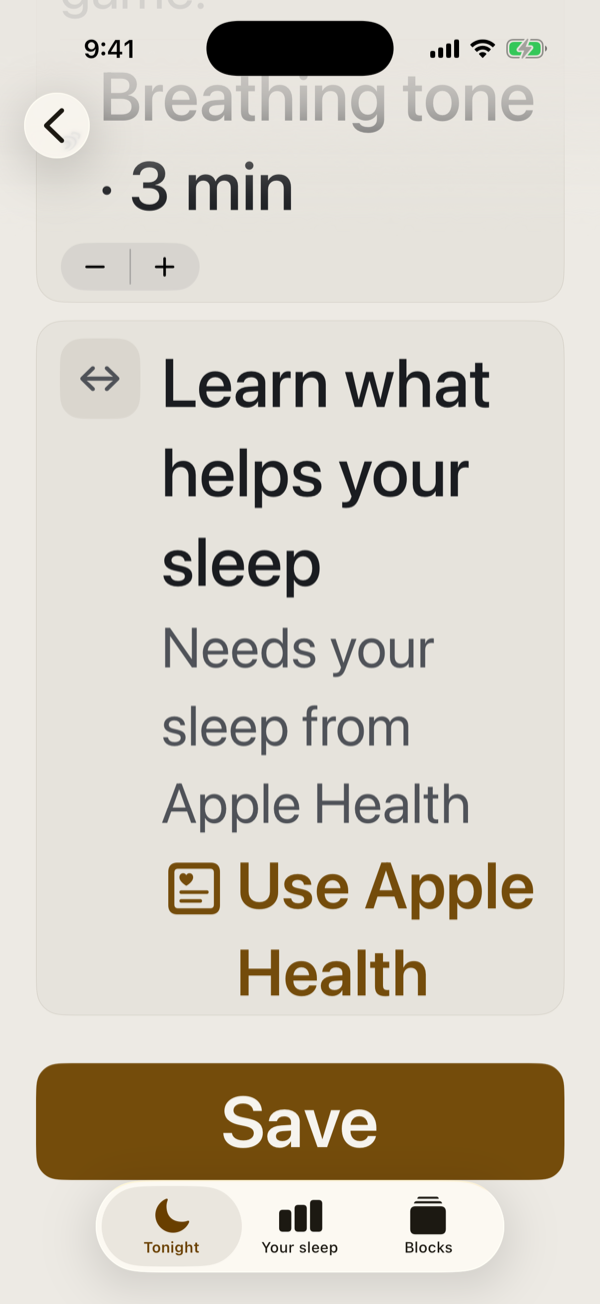 game.
9:41
Breathing tone
· 3 min
Learn what
helps your
sleep
Needs your
sleep from
Apple Health
Use Apple
Health
Save
Tonight
Your sleep
Blocks